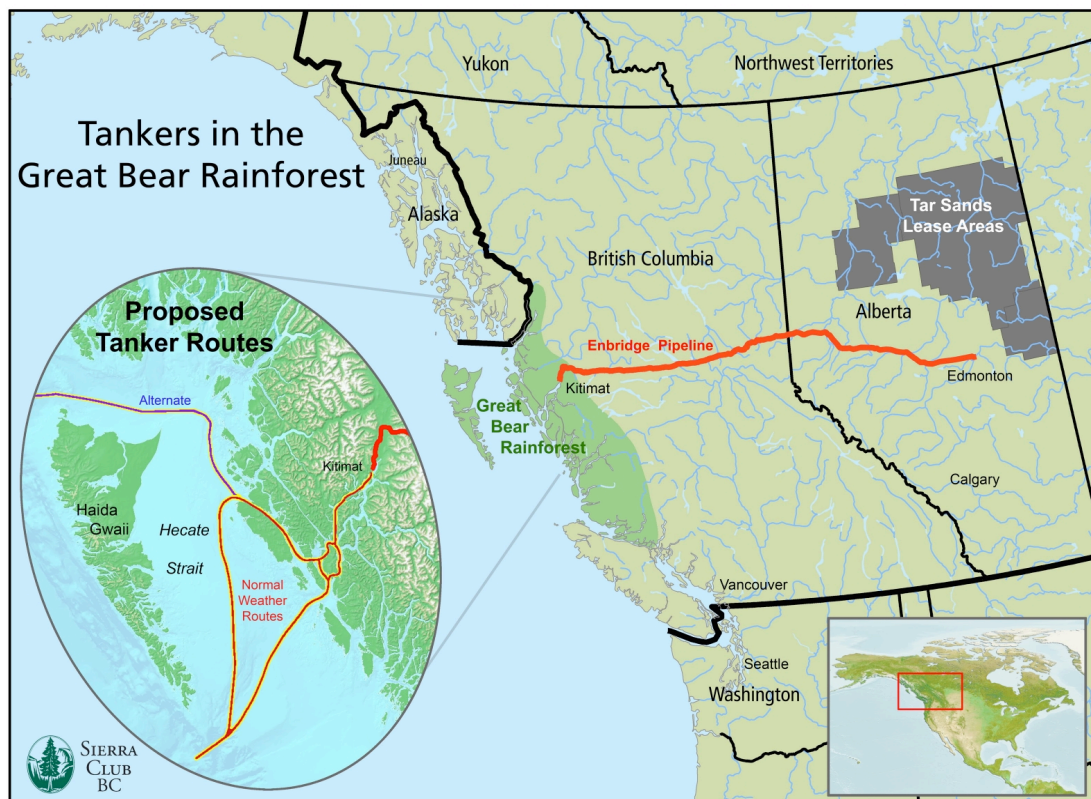 Tankers in the
Great Bear Rainforest
Yukon
Northwest Territories
Juneau
Alaska
British Columbia
Tar Sands
Lease Areas
Alberta
Enbridge Pipeline
Kitimat
Edmonton
Great
Bear
Rainforest
Calgary
Vancouver
Seattle
Washington
Proposed
Tanker Routes
Alternate
Kitimat
Haida
Gwaii
Hecate
Strait
Normal
Weather
Routes
SIERRA
CLUB
BC